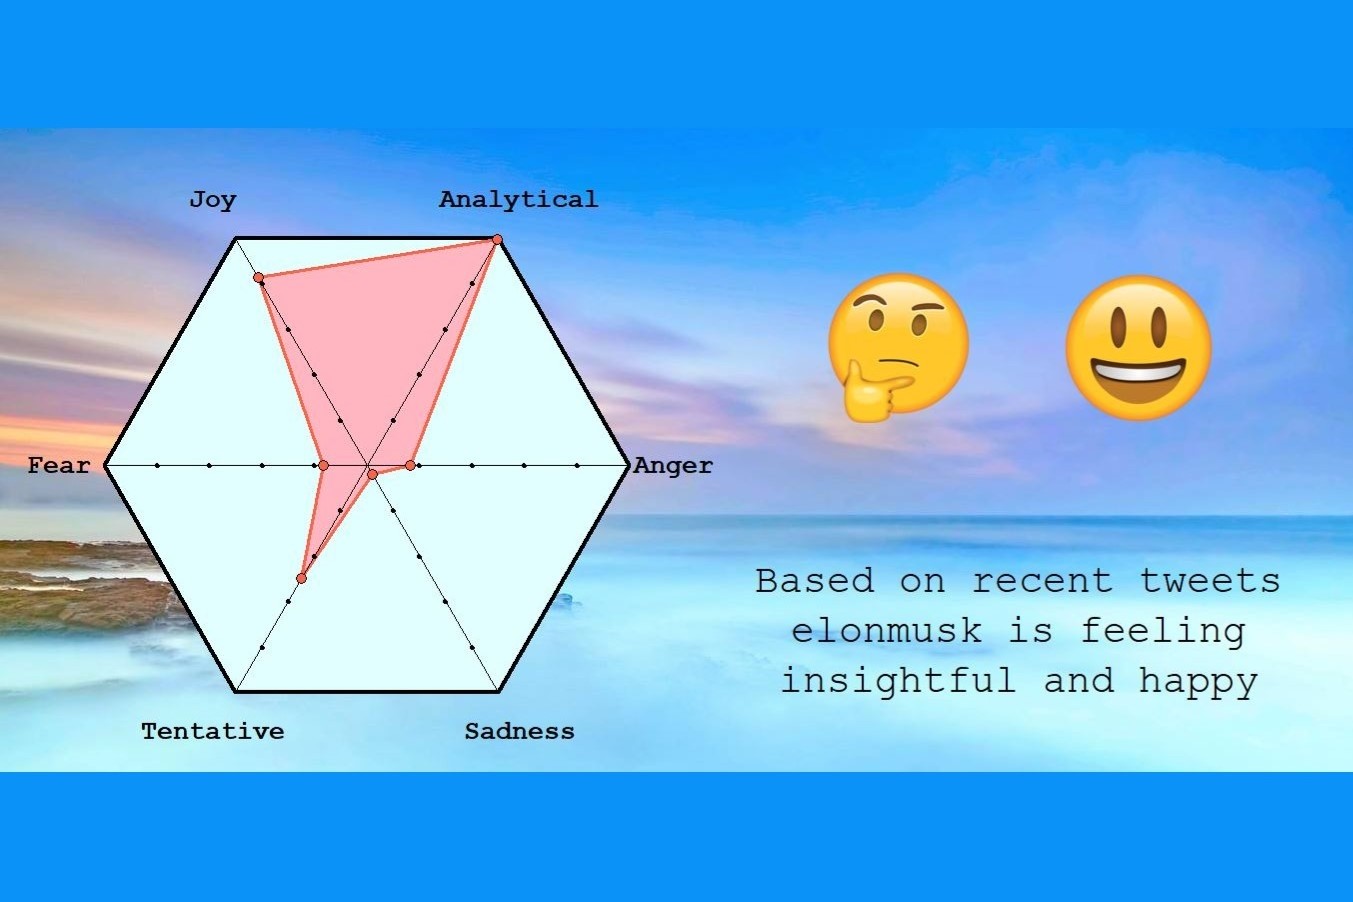 Joy
Analytical
Fear
Anger
Tentative
Sadness
Based on recent tweets
elonmusk is feeling
insightful and happy